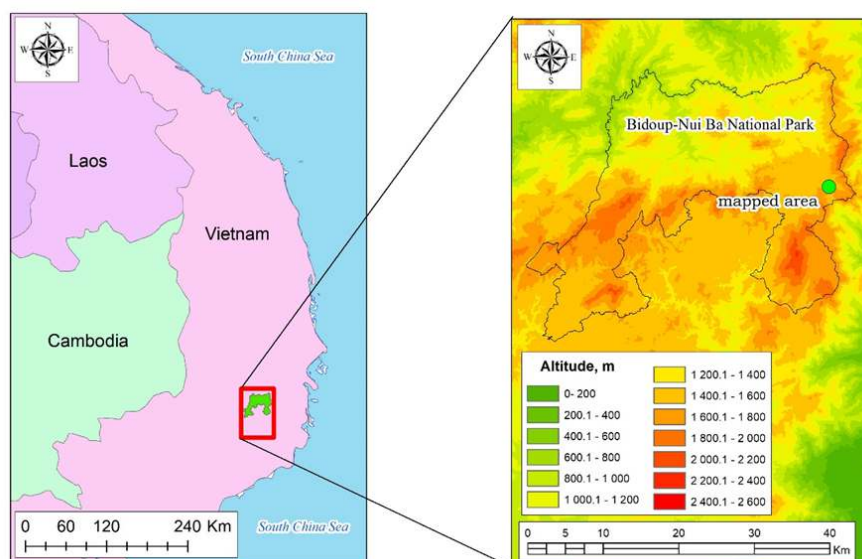 N
W E
S
South China Sea
Laos
Vietnam
Cambodia
0 60 120 240 Km
South China Sea
N
W E
S
Bidoup-Nui Ba National Park
mapped area
Altitude, m
0- 200
200.1 - 400
400.1 - 600
600.1 - 800
800.1 - 1 000
1 000.1 - 1 200
1 200.1 - 1 400
1 400.1 - 1 600
1 600.1 - 1 800
1 800.1 - 2 000
2 000.1 - 2 200
2 200.1 - 2 400
2 400.1 - 2 600
0 5 10 20 30 40
Km